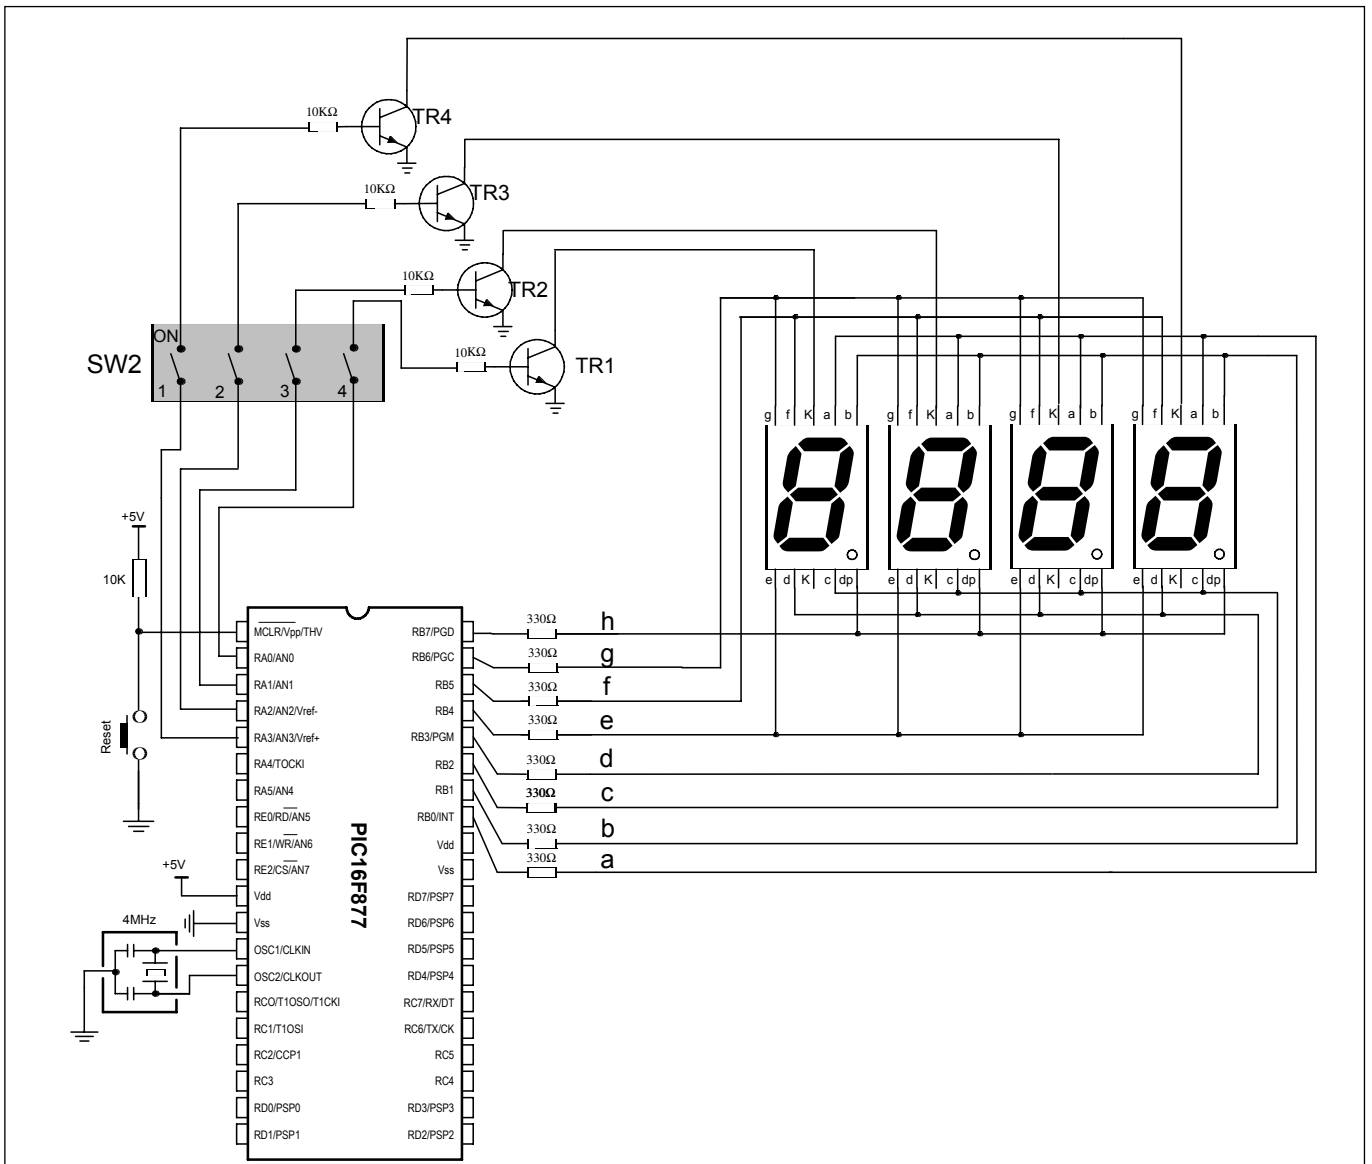 10KΩ
TR4
10KΩ
TR3
10KΩ
TR2
10KΩ
TR1
SW2
ON
1 2 3 4
g f K a b g f K a b g f K a b g f K a b
e d K c dp e d K c dp e d K c dp e d K c dp
+5V
10K
Reset
+5V
4MHz
PIC16F877
MCLR/Vpp/THV
RA0/AN0
RA1/AN1
RA2/AN2/Vref-
RA3/AN3/Vref+
RA4/TOCKI
RA5/AN4
RE0/RD/AN5
RE1/WR/AN6
RE2/CS/AN7
Vdd
Vss
OSC1/CLKIN
OSC2/CLKOUT
RCO/T1OSO/T1CKI
RC1/T1OSI
RC2/CCP1
RC3
RD0/PSP0
RD1/PSP1
RB7/PGD
RB6/PGC
RB5
RB4
RB3/PGM
RB2
RB1
RB0/INT
Vdd
Vss
RD7/PSP7
RD6/PSP6
RD5/PSP5
RD4/PSP4
RC7/RX/DT
RC6/TX/CK
RC5
RC4
RD3/PSP3
RD2/PSP2
330Ω h
330Ω g
330Ω f
330Ω e
330Ω d
330Ω c
330Ω b
330Ω a